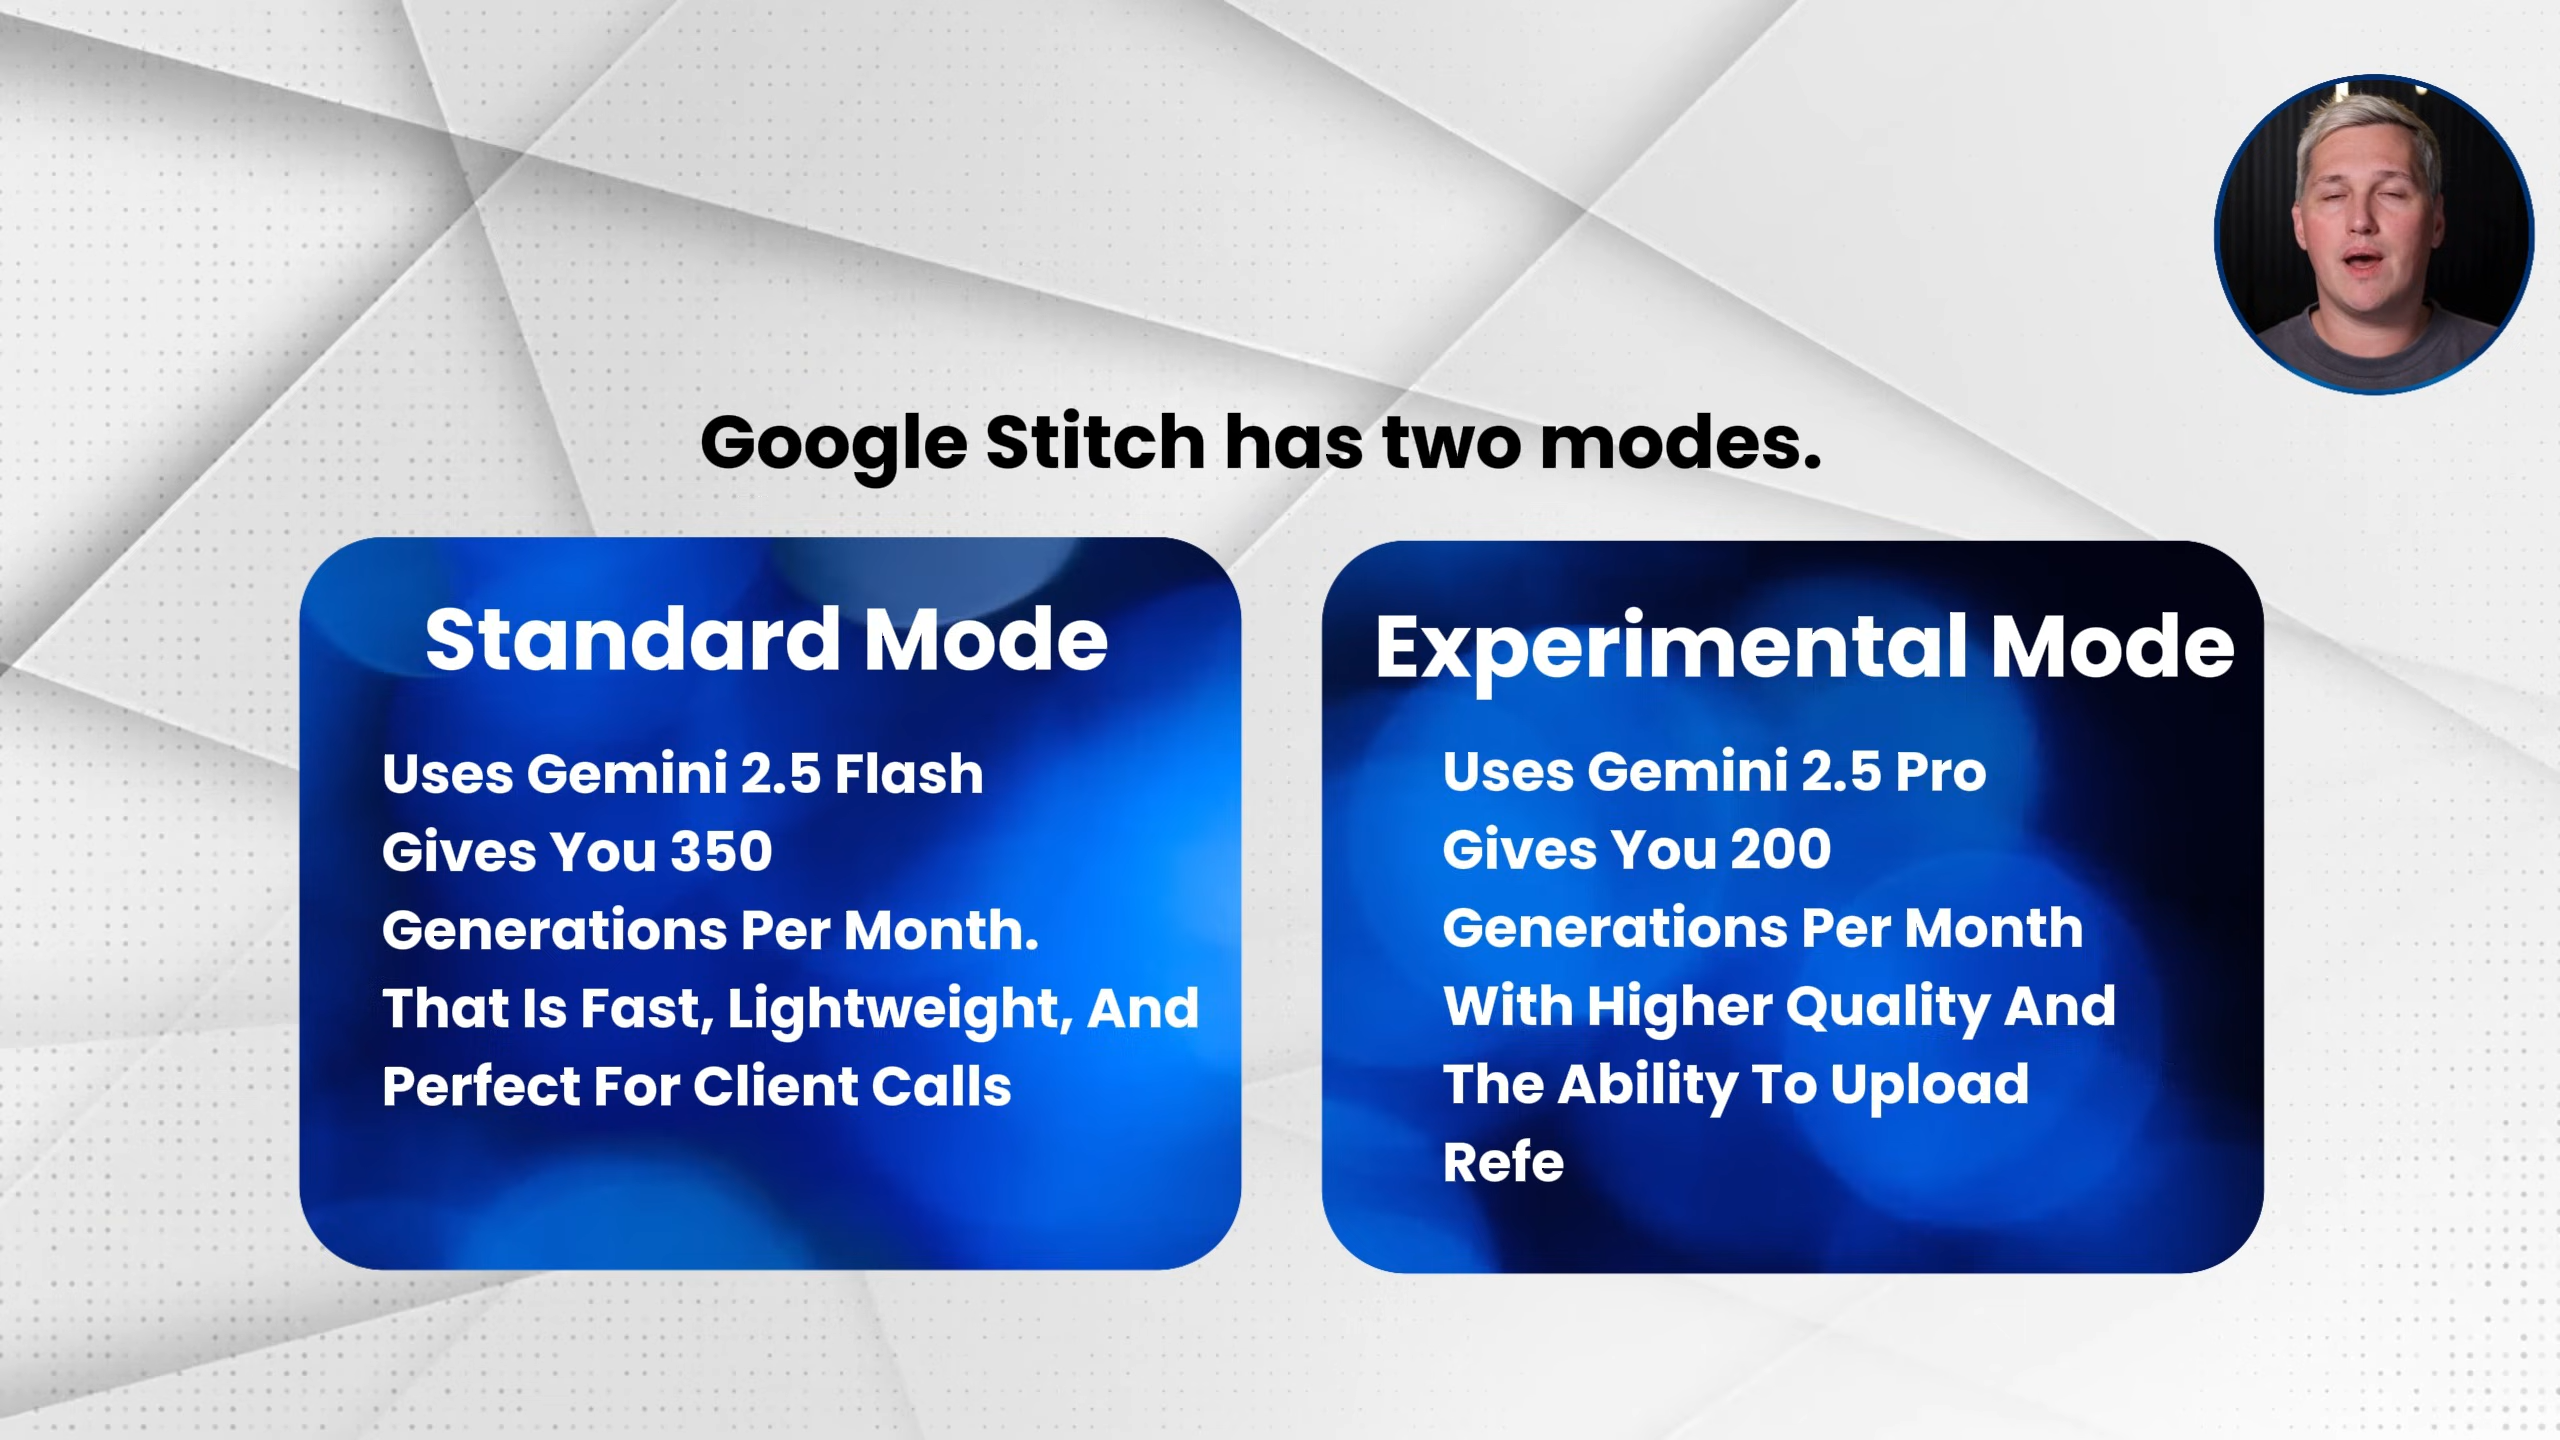 Google Stitch has two modes.
Standard Mode
Uses Gemini 2.5 Flash
Gives You 350
Generations Per Month.
That Is Fast, Lightweight, And
Perfect For Client Calls
Experimental Mode
Uses Gemini 2.5 Pro
Gives You 200
Generations Per Month
With Higher Quality And
The Ability To Upload
Refe